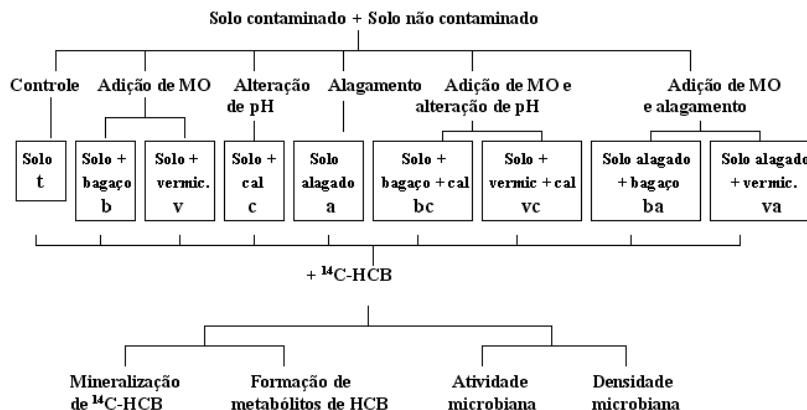 Solo contaminado + Solo não contaminado
Controle Adição de MO Alteração de pH Alagamento Adição de MO e alteração de pH Adição de MO e alagamento
Solo t
Solo + bagaço b
Solo + vermic. v
Solo + cal c
Solo alagado a
Solo + bagaço + cal bc
Solo + vermic + cal vc
Solo alagado + bagaço ba
Solo alagado + vermic. va
+ ¹⁴C-HCB
Mineralização de ¹⁴C-HCB
Formação de metabólitos de HCB
Atividade microbiana
Densidade microbiana